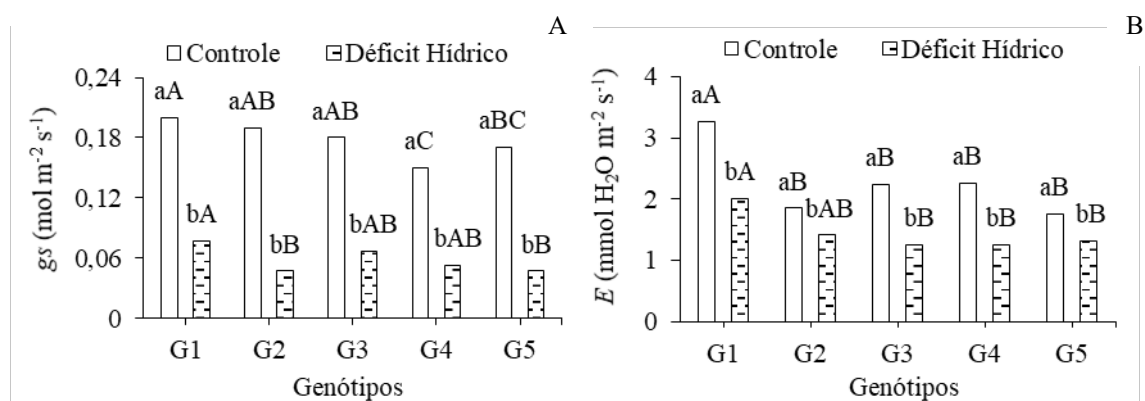 A
Controle Déficit Hídrico
0,24
0,18
0,12
0,06
0
gs (mol m⁻² s⁻¹)
aA aAB aAB aC aBC
bA bB bAB bAB bB
G1 G2 G3 G4 G5
Genótipos
B
Controle Déficit Hídrico
4
3
2
1
0
E (mmol H₂O m⁻² s⁻¹)
aA aB aB aB aB
bA bAB bB bB bB
G1 G2 G3 G4 G5
Genótipos